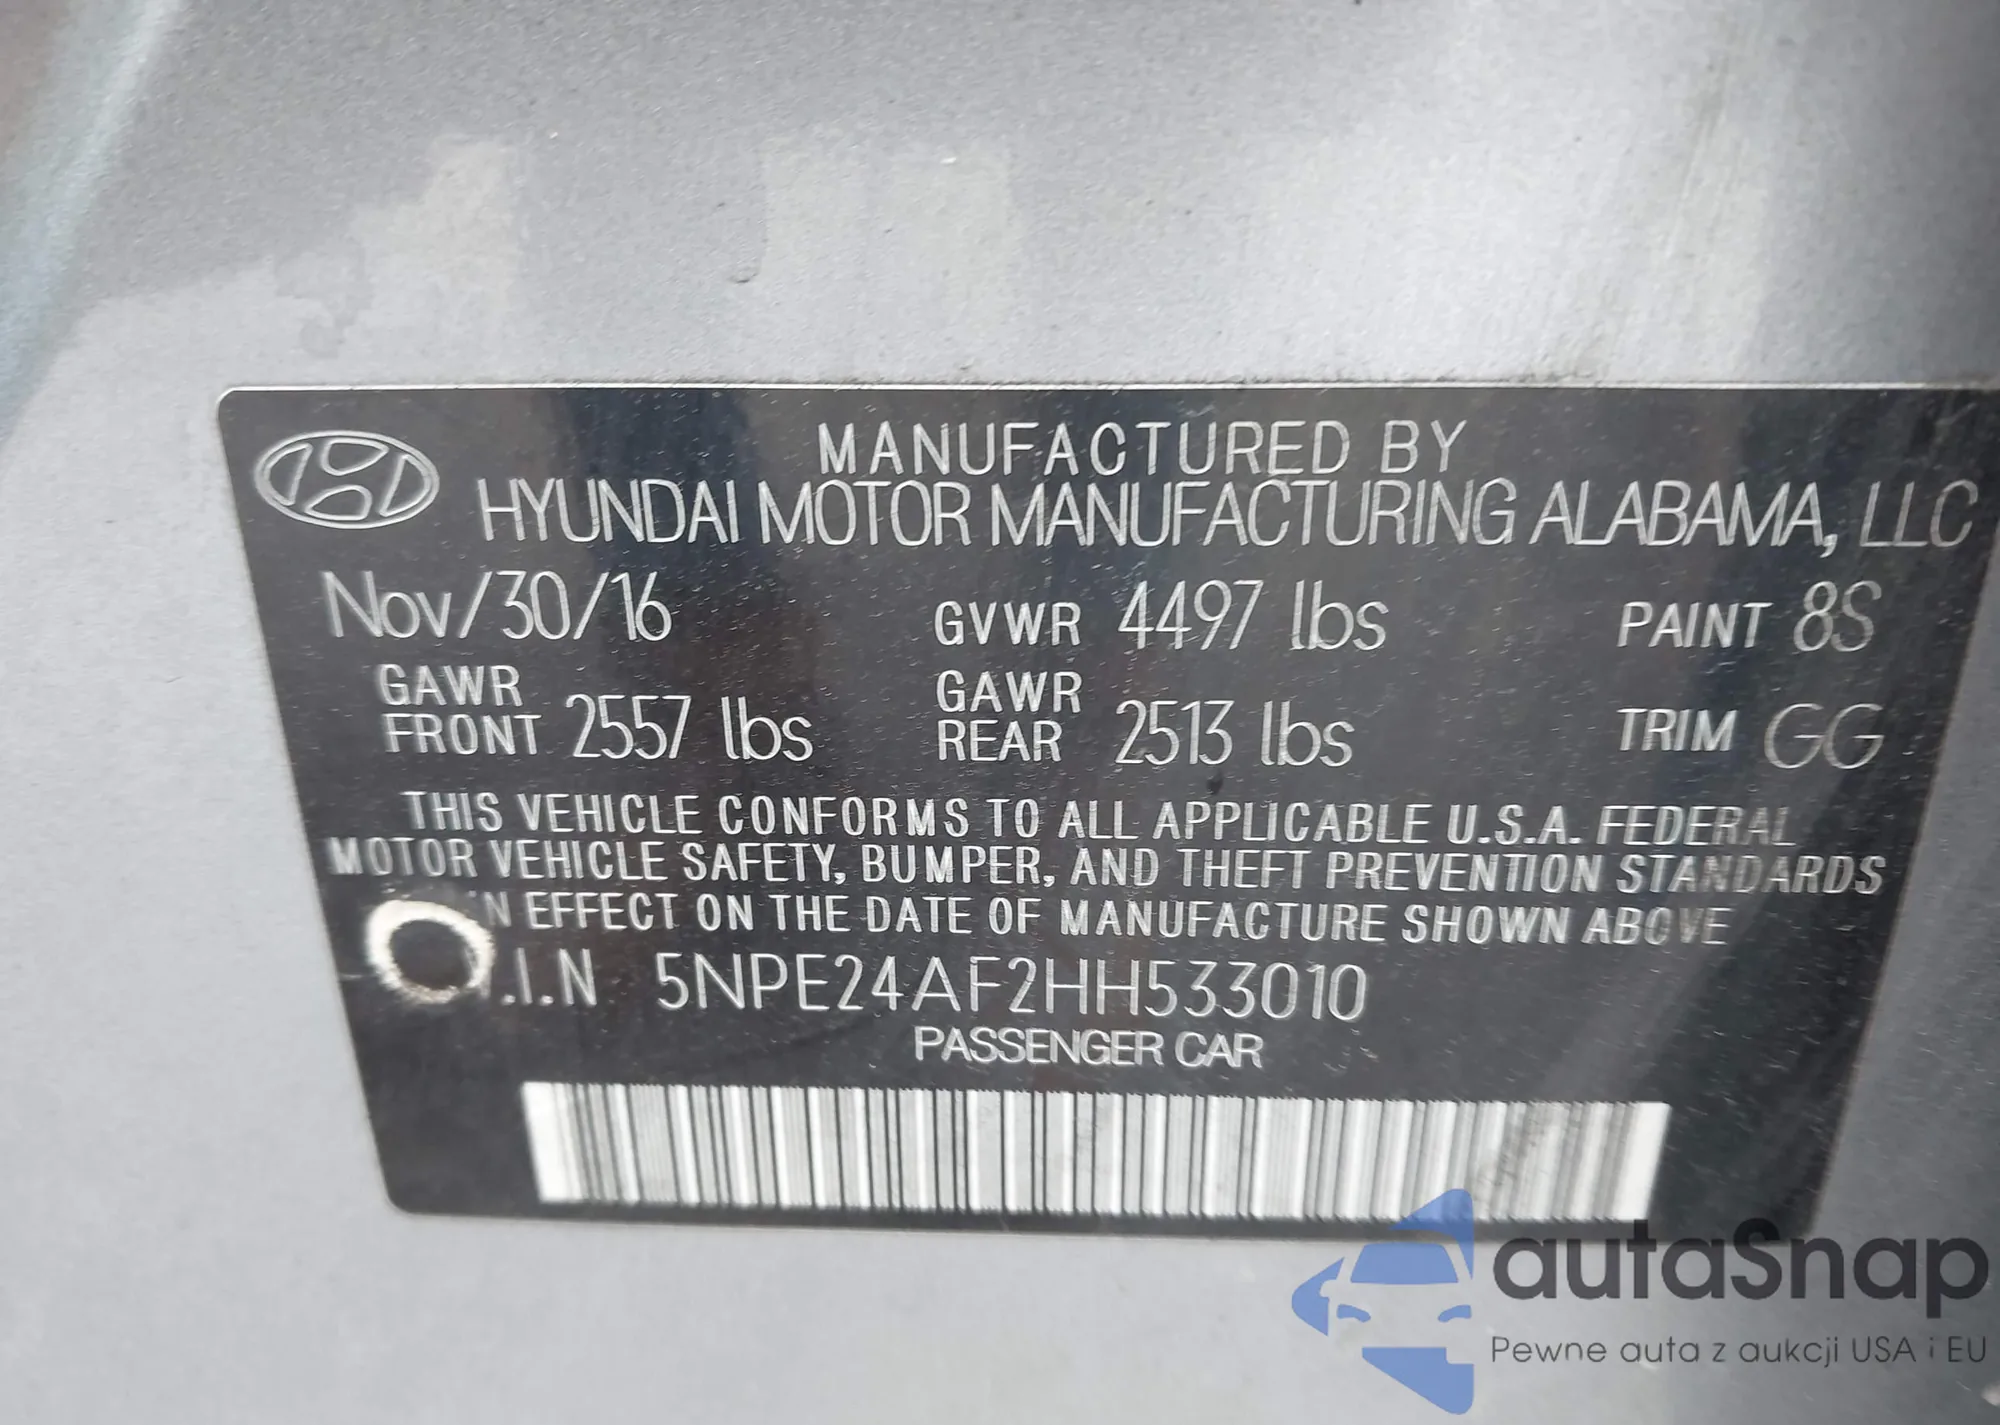 MANUFACTURED BY
HYUNDAI MOTOR MANUFACTURING ALABAMA, LLC
Nov/30/16 GVWR 4497 lbs PAINT 8S
GAWR FRONT 2557 lbs GAWR REAR 2513 lbs TRIM GG
THIS VEHICLE CONFORMS TO ALL APPLICABLE U.S.A. FEDERAL
MOTOR VEHICLE SAFETY, BUMPER, AND THEFT PREVENTION STANDARDS
IN EFFECT ON THE DATE OF MANUFACTURE SHOWN ABOVE
.I.N 5NPE24AF2HH533010
PASSENGER CAR
autaSnap
Pewne auta z aukcji USA i EU